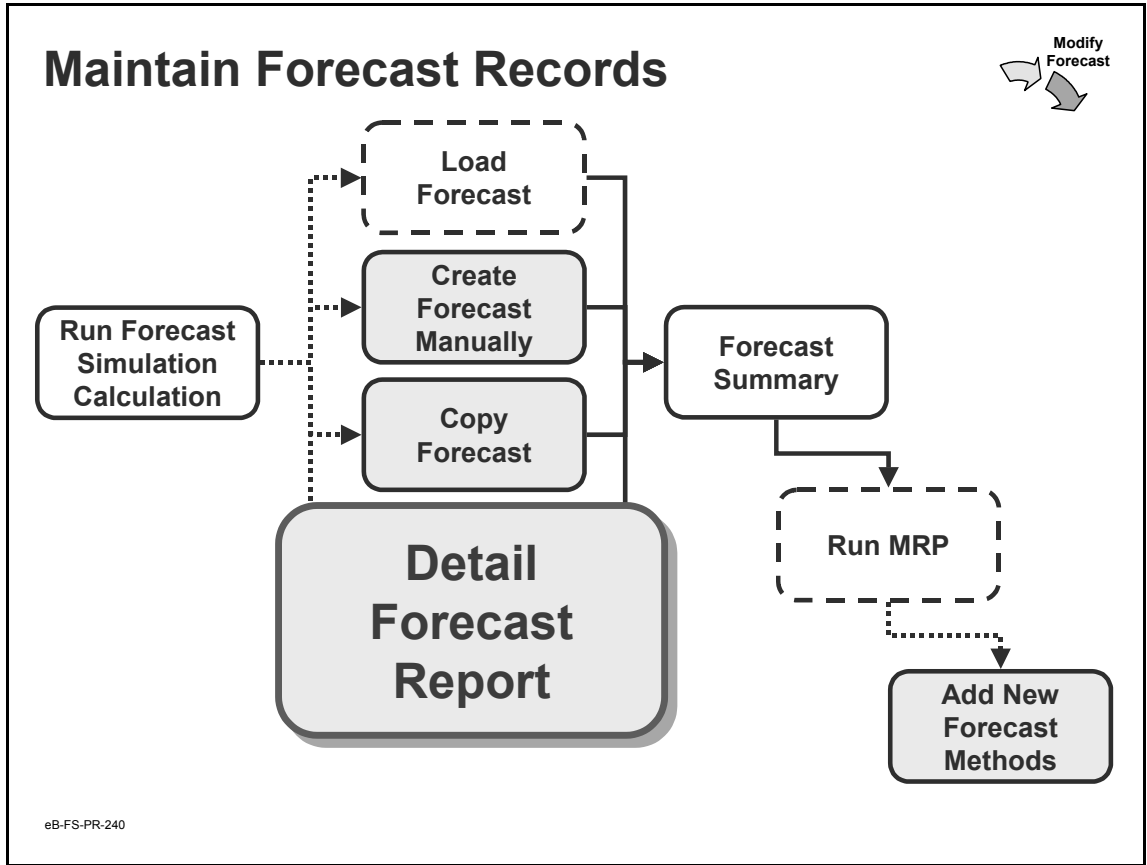 Maintain Forecast Records
Modify
Forecast
Load
Forecast
Create
Forecast
Manually
Run Forecast
Simulation
Calculation
Forecast
Summary
Copy
Forecast
Run MRP
Detail
Forecast
Report
Add New
Forecast
Methods
eB-FS-PR-240